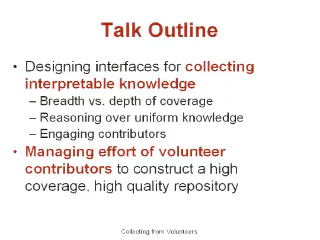 Talk Outline
• Designing interfaces for collecting
interpretable knowledge
– Breadth vs. depth of coverage
– Reasoning over uniform knowledge
– Engaging contributors
• Managing effort of volunteer
contributors to construct a high
coverage, high quality repository
Collecting from Volunteers